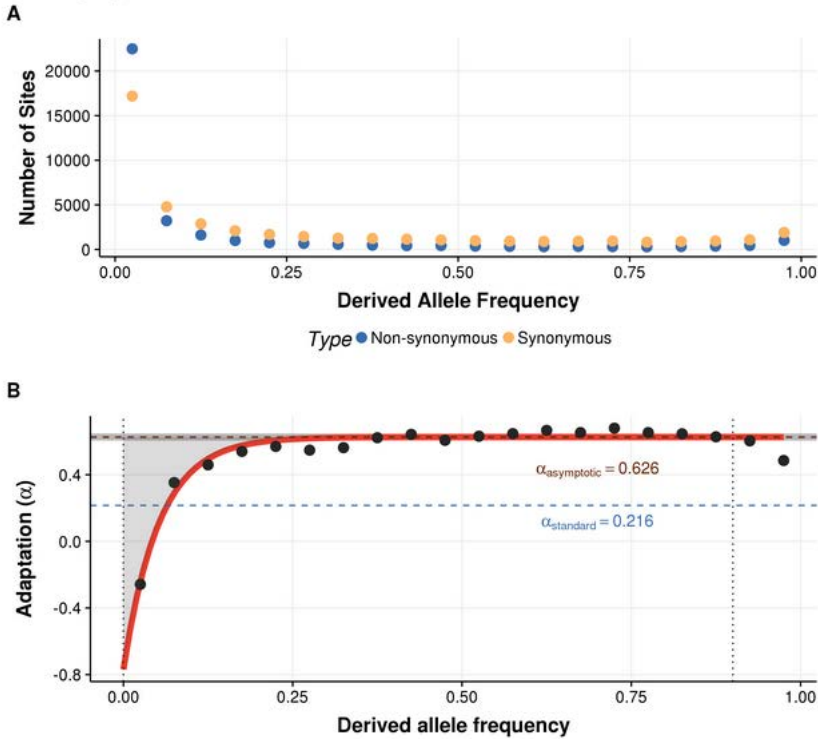 A
Number of Sites
20000
15000
10000
5000
0
0.00 0.25 0.50 0.75 1.00
Derived Allele Frequency
Type Non-synonymous Synonymous
B
Adaptation (α)
0.4
0.0
-0.4
-0.8
α asymptotic = 0.626
α standard = 0.216
0.00 0.25 0.50 0.75 1.00
Derived allele frequency